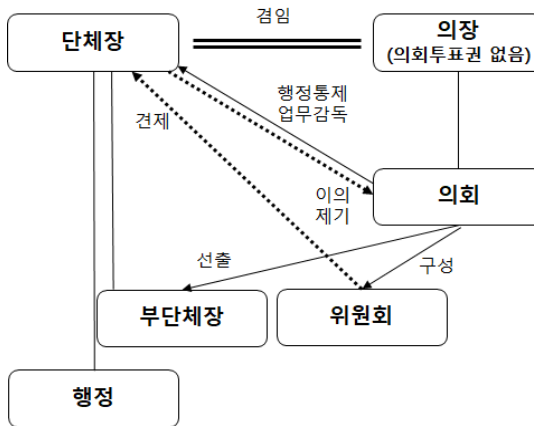 겸임
단체장
의장
(의회투표권 없음)
행정통제
업무감독
견제
이의
제기
의회
선출
구성
부단체장
위원회
행정